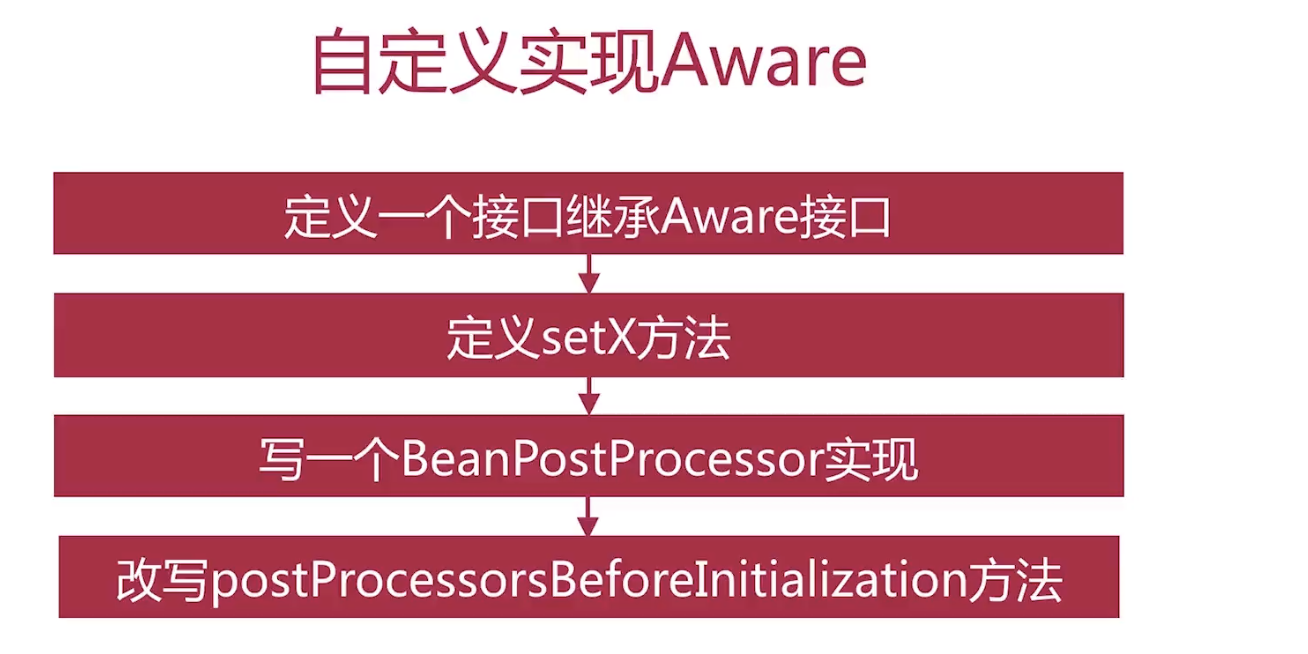 自定义实现Aware
定义一个接口继承Aware接口
定义setX方法
写一个BeanPostProcessor实现
改写postProcessorsBeforeInitialization方法